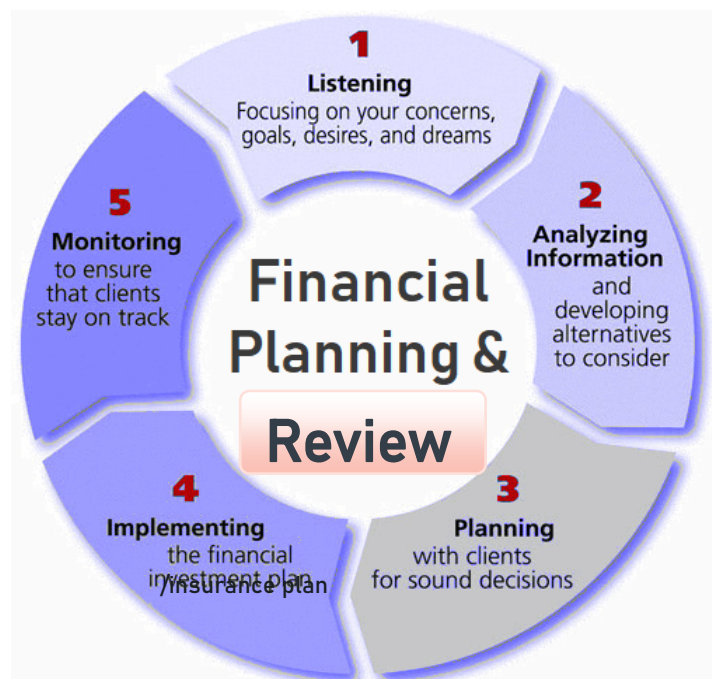 1
Listening
Focusing on your concerns,
goals, desires, and dreams
2
Analyzing
Information
and
developing
alternatives
to consider
3
Planning
with clients
for sound decisions
4
Implementing
the financial
investment plan
/insurance plan
5
Monitoring
to ensure
that clients
stay on track
Financial
Planning &
Review